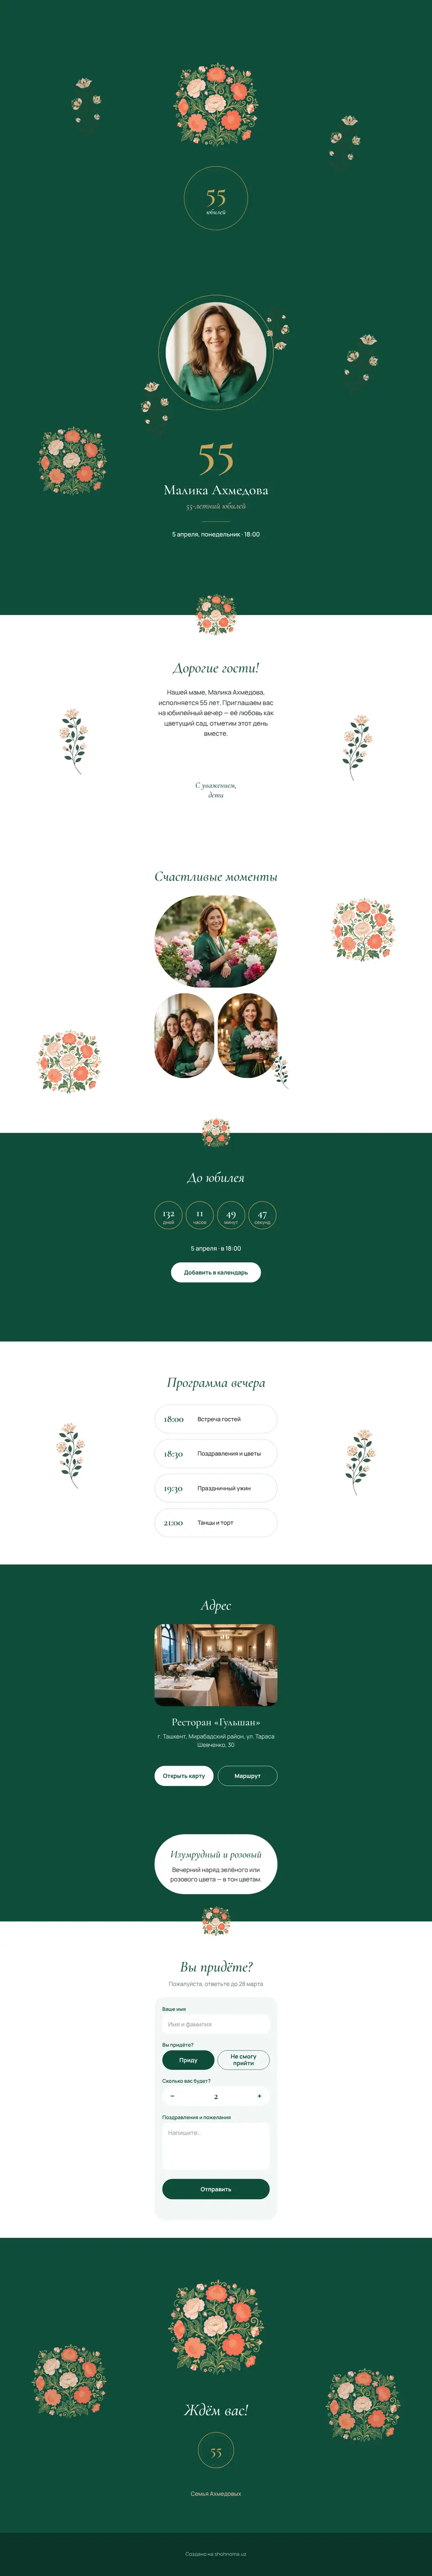 55
юбилей
55
Малика Ахмедова
55-летний юбилей
5 апреля, понедельник · 18:00
Дорогие гости!
Нашей маме, Малика Ахмедова,
исполняется 55 лет. Приглашаем вас
на юбилейный вечер — её любовь как
цветущий сад, отметим этот день
вместе.
С уважением,
дети
Счастливые моменты
До юбилея
132 11 49 47
дней часов минут секунд
5 апреля · в 18:00
Добавить в календарь
Программа вечера
18:00 Встреча гостей
18:30 Поздравления и цветы
19:30 Праздничный ужин
21:00 Танцы и торт
Адрес
Ресторан «Гульшан»
г. Ташкент, Мирабадский район, ул. Тараса
Шевченко, 30
Открыть карту Маршрут
Изумрудный и розовый
Вечерний наряд зелёного или
розового цвета — в тон цветам.
Вы придёте?
Пожалуйста, ответьте до 28 марта
Ваше имя
Имя и фамилия
Вы придёте?
Приду Не смогу
прийти
Сколько вас будет?
− 2 +
Поздравления и пожелания
Напишите...
Отправить
Ждём вас!
55
Семья Ахмедовых
Создано на shohnoma.uz